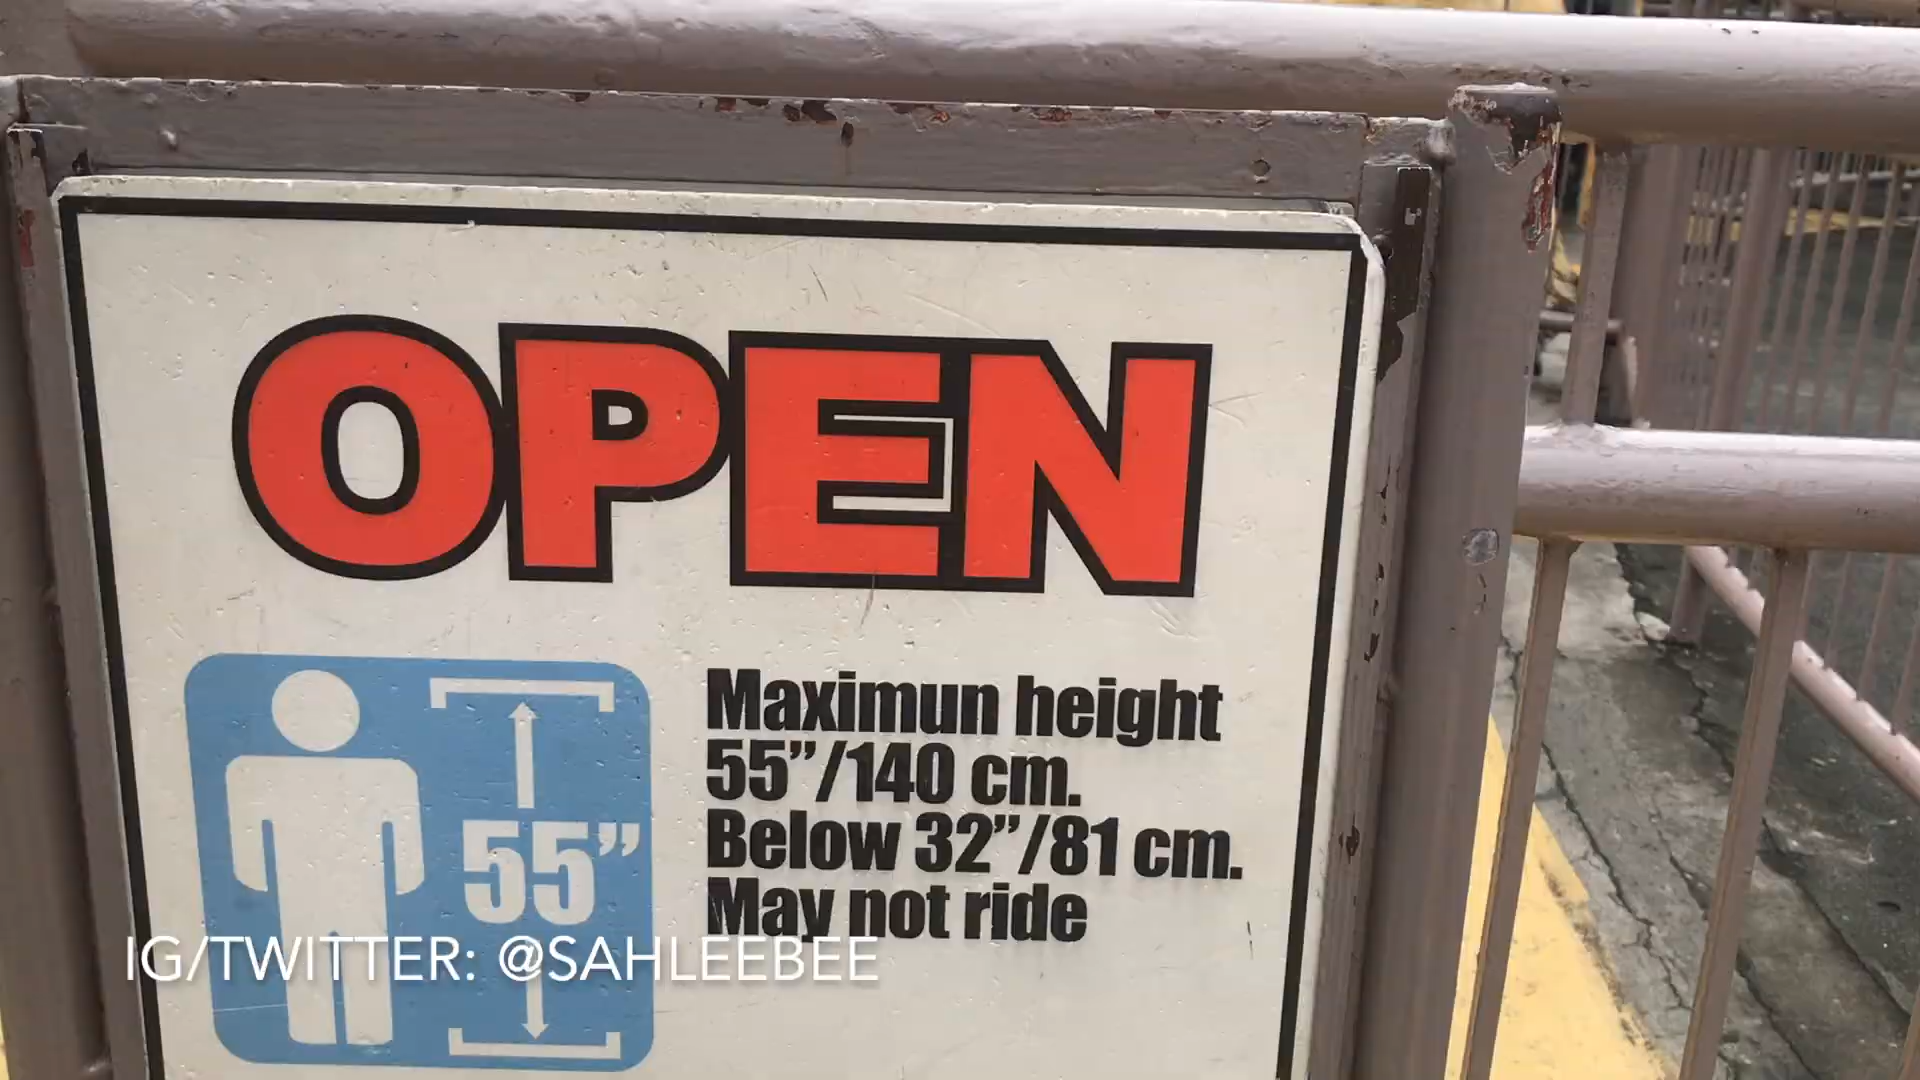 OPEN
55”
Maximun height
55”/140 cm.
Below 32”/81 cm.
May not ride
IG/TWITTER: @SAHLEEBEE